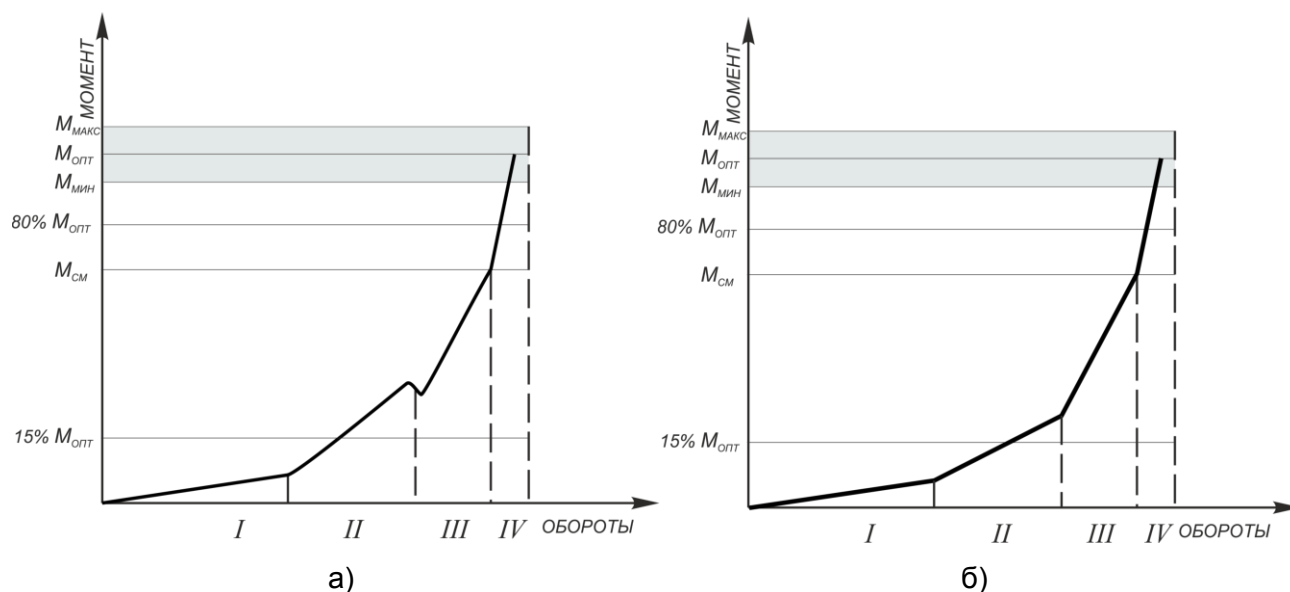 МОМЕНТ
М МАКС
М ОПТ
М МИН
80% М ОПТ
М СМ
15% М ОПТ
I II III IV ОБОРОТЫ
а)
МОМЕНТ
М МАКС
М ОПТ
М МИН
80% М ОПТ
М СМ
15% М ОПТ
I II III IV ОБОРОТЫ
б)